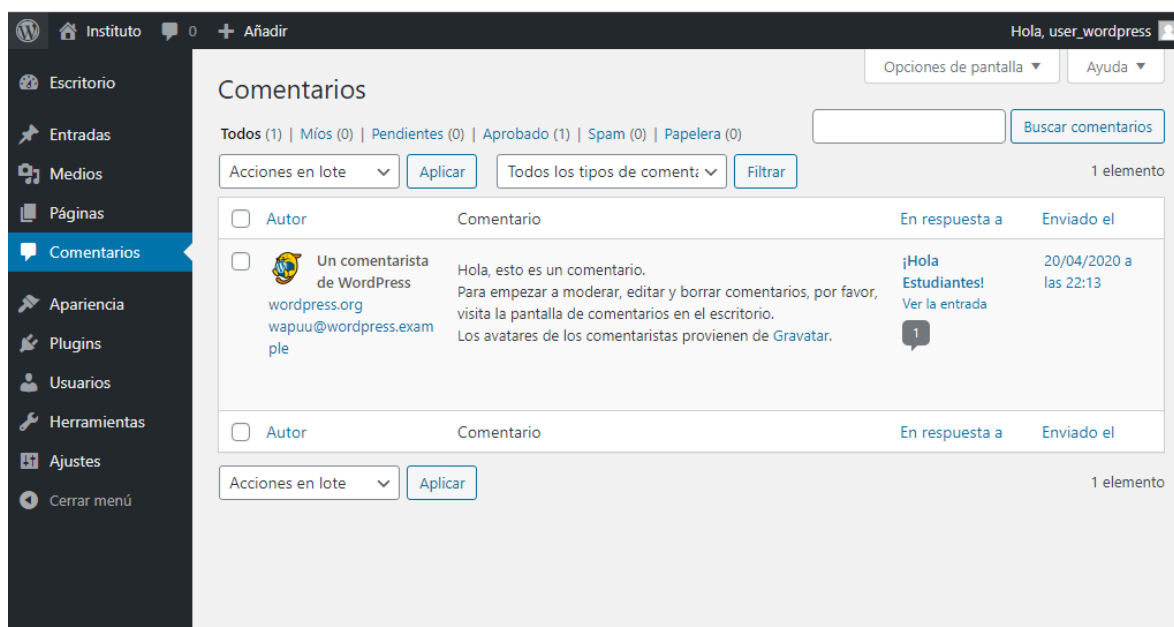 Instituto 0 Añadir Hola, user_wordpress
Opciones de pantalla ▼ Ayuda ▼
Escritorio
Entradas
Medios
Páginas
Comentarios
Apariencia
Plugins
Usuarios
Herramientas
Ajustes
Cerrar menú
Comentarios
Todos (1) | Míos (0) | Pendientes (0) | Aprobado (1) | Spam (0) | Papelera (0)
Buscar comentarios
Acciones en lote Aplicar Todos los tipos de comenta Filtrar 1 elemento
Autor Comentario En respuesta a Enviado el
Un comentarista
de WordPress
wordpress.org
wapuu@wordpress.exam
ple
Hola, esto es un comentario.
Para empezar a moderar, editar y borrar comentarios, por favor,
visita la pantalla de comentarios en el escritorio.
Los avatares de los comentaristas provienen de Gravatar.
¡Hola
Estudiantes!
Ver la entrada
1
20/04/2020 a
las 22:13
Autor Comentario En respuesta a Enviado el
Acciones en lote Aplicar 1 elemento